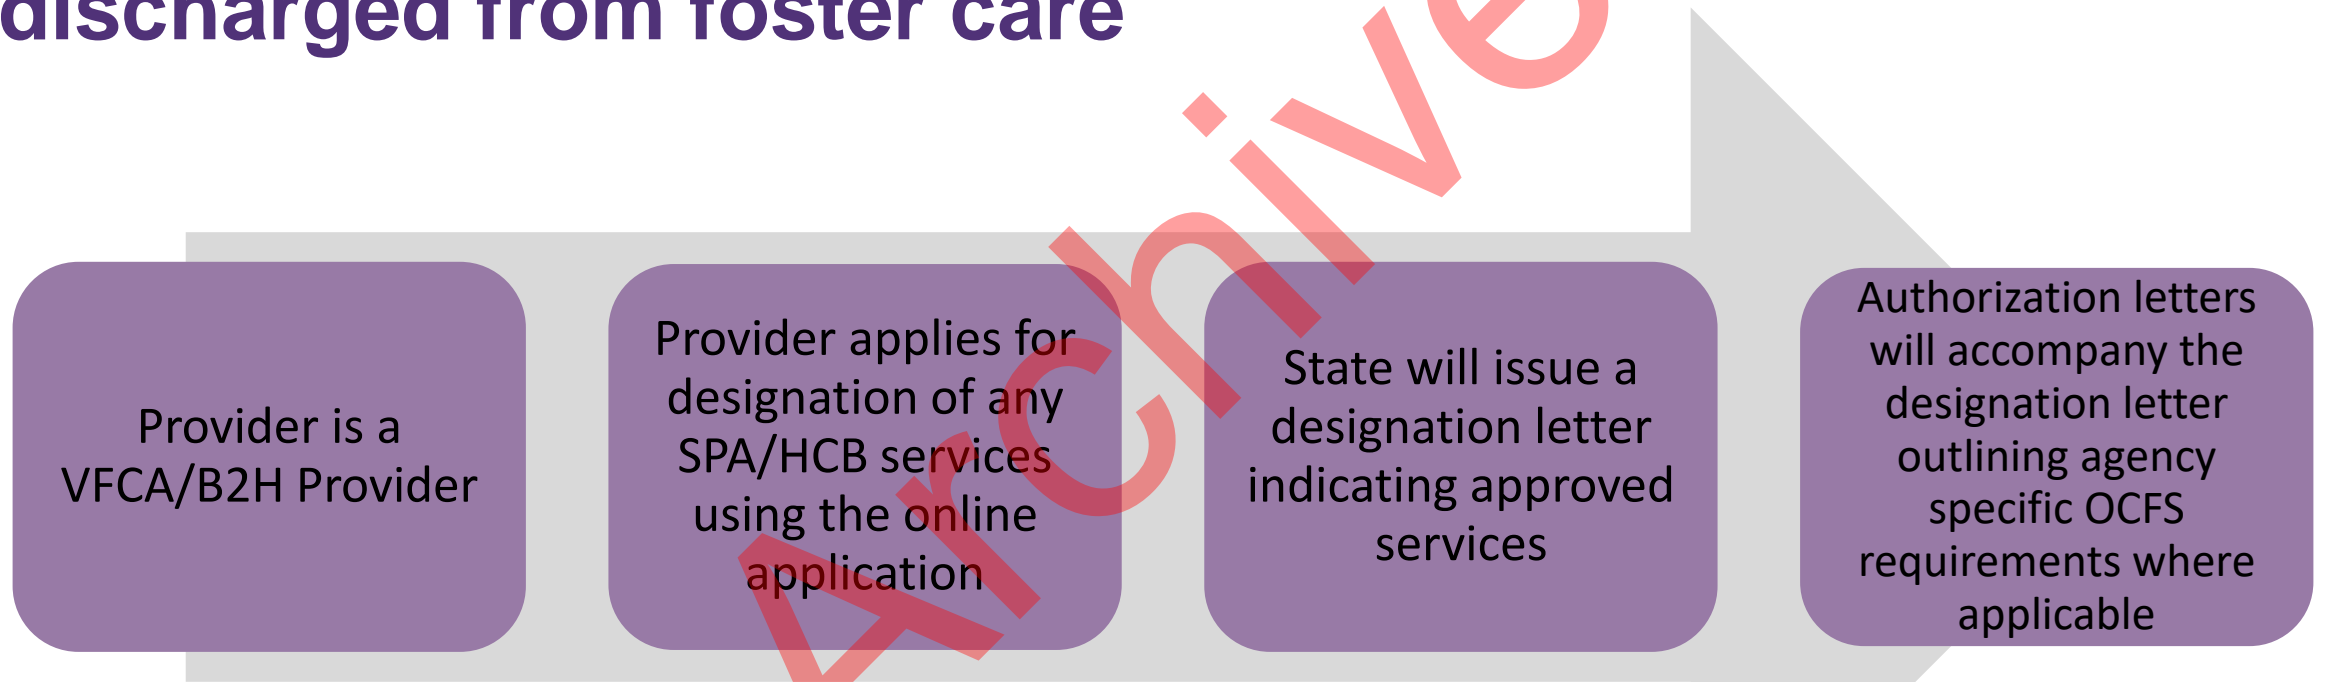 discharged from foster care
Provider is a
VFCA/B2H Provider
Provider applies for
designation of any
SPA/HCB services
using the online
application
State will issue a
designation letter
indicating approved
services
Authorization letters
will accompany the
designation letter
outlining agency
specific OCFS
requirements where
applicable
Archive